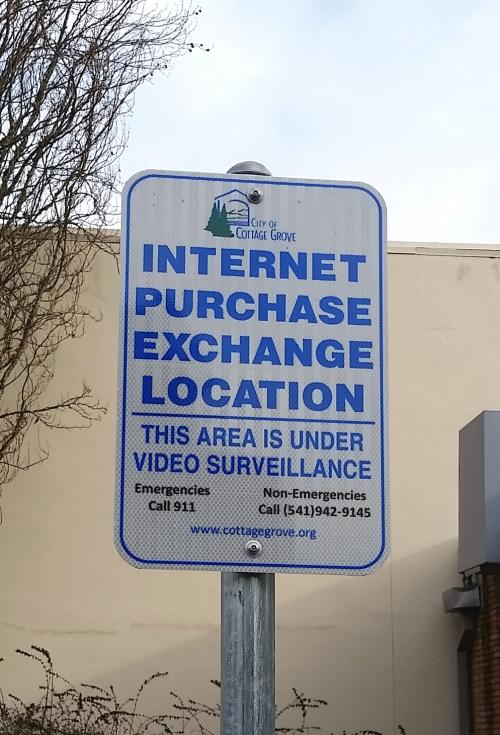 City of
Cottage Grove
INTERNET
PURCHASE
EXCHANGE
LOCATION
THIS AREA IS UNDER
VIDEO SURVEILLANCE
Emergencies Non-Emergencies
Call 911 Call (541)942-9145
www.cottagegrove.org